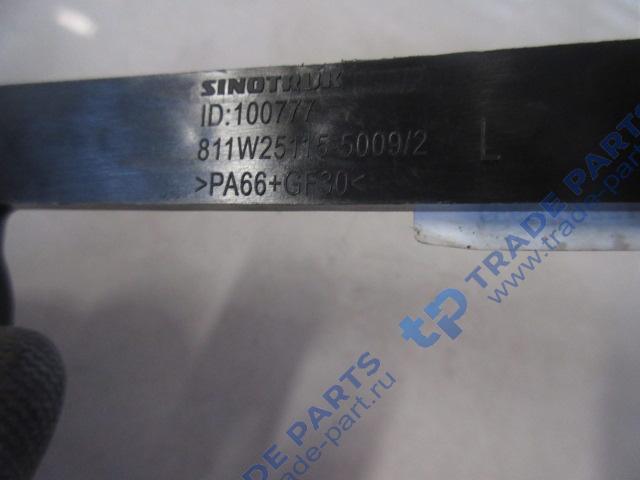 SINOTRUK
ID:100777
811W25115-5009/2
L
>PA66+GF30<
tp TRADE PARTS
www.trade-part.ru
TRADE PARTS
trade-part.ru